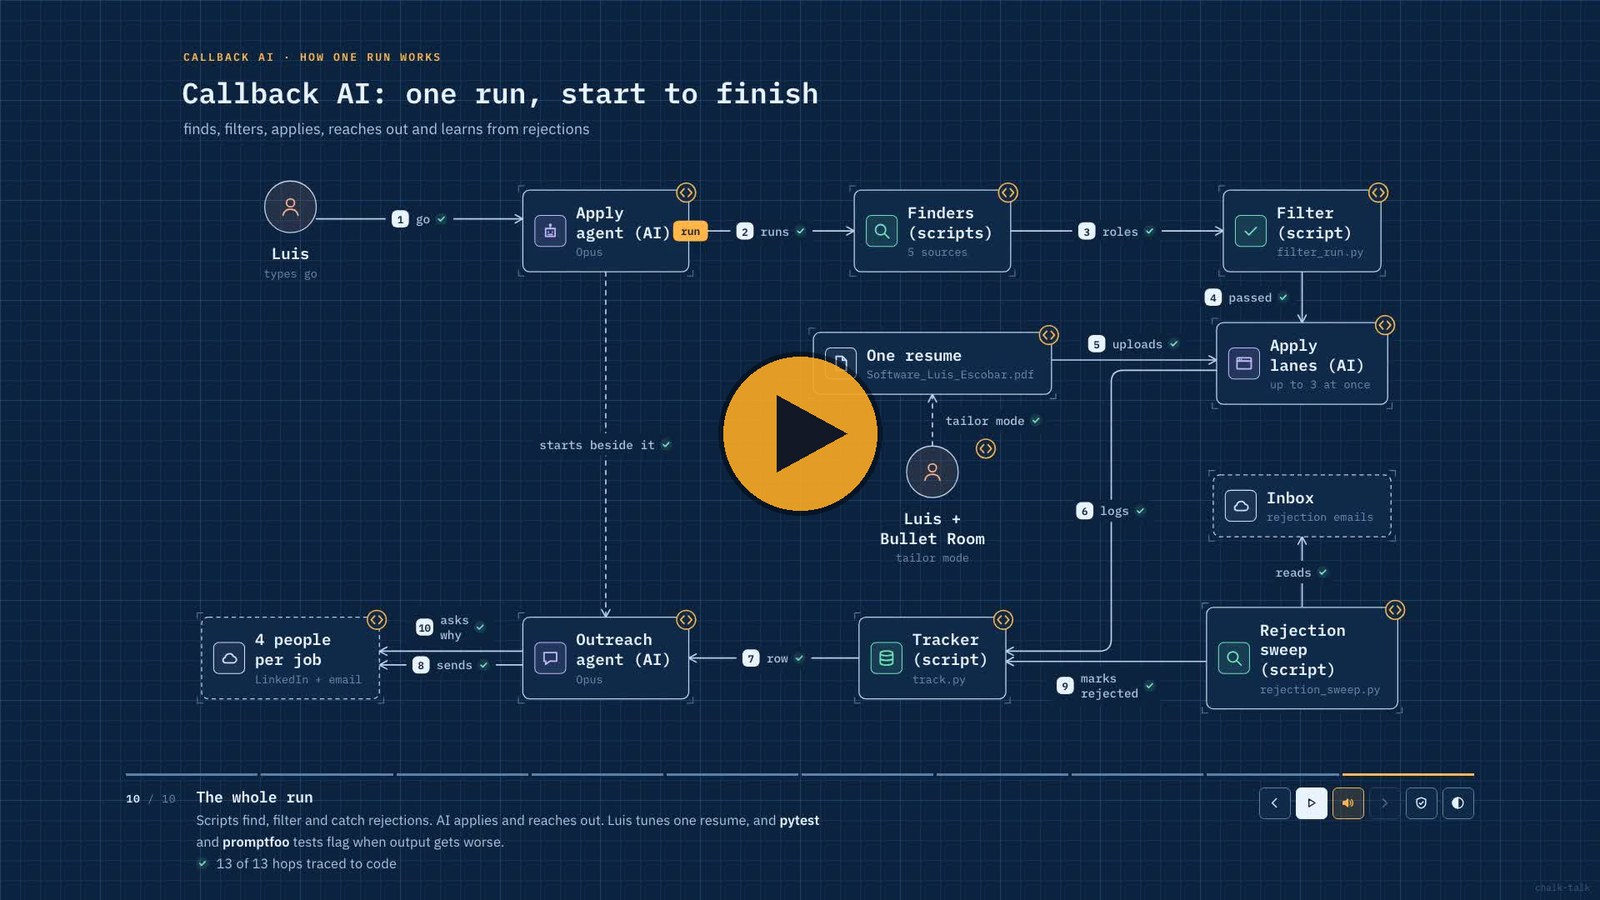 CALLBACK AI · HOW ONE RUN WORKS
Callback AI: one run, start to finish
finds, filters, applies, reaches out and learns from rejections
Luis
types go
1 go
Apply
agent (AI)
Opus
run
2 runs
Finders
(scripts)
5 sources
3 roles
Filter
(script)
filter_run.py
4 passed
One resume
Software_Luis_Escobar.pdf
5 uploads
Apply
lanes (AI)
up to 3 at once
tailor mode
starts beside it
Luis +
Bullet Room
tailor mode
6 logs
Inbox
rejection emails
reads
4 people
per job
LinkedIn + email
10 asks
why
8 sends
Outreach
agent (AI)
Opus
7 row
Tracker
(script)
track.py
9 marks
rejected
Rejection
sweep
(script)
rejection_sweep.py
10 / 10
The whole run
Scripts find, filter and catch rejections. AI applies and reaches out. Luis tunes one resume, and pytest
and promptfoo tests flag when output gets worse.
13 of 13 hops traced to code
chalk-talk